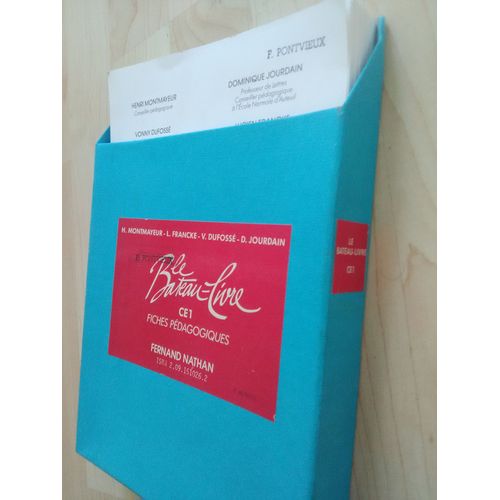 P. PONTVIEUX
DOMINIQUE JOURDAIN
Professeur de lettres
Conseiller pédagogique
à l'École Normale d'Auteuil
HENRI MONTMAYEUR
Conseiller pédagogique
VONNY DUFOSSÉ
H. MONTMAYEUR - L. FRANCKE - V. DUFOSSÉ - D. JOURDAIN
le
Bateau-Livre
CE1
FICHES PÉDAGOGIQUES
FERNAND NATHAN
LE
BATEAU-LIVRE
CE1